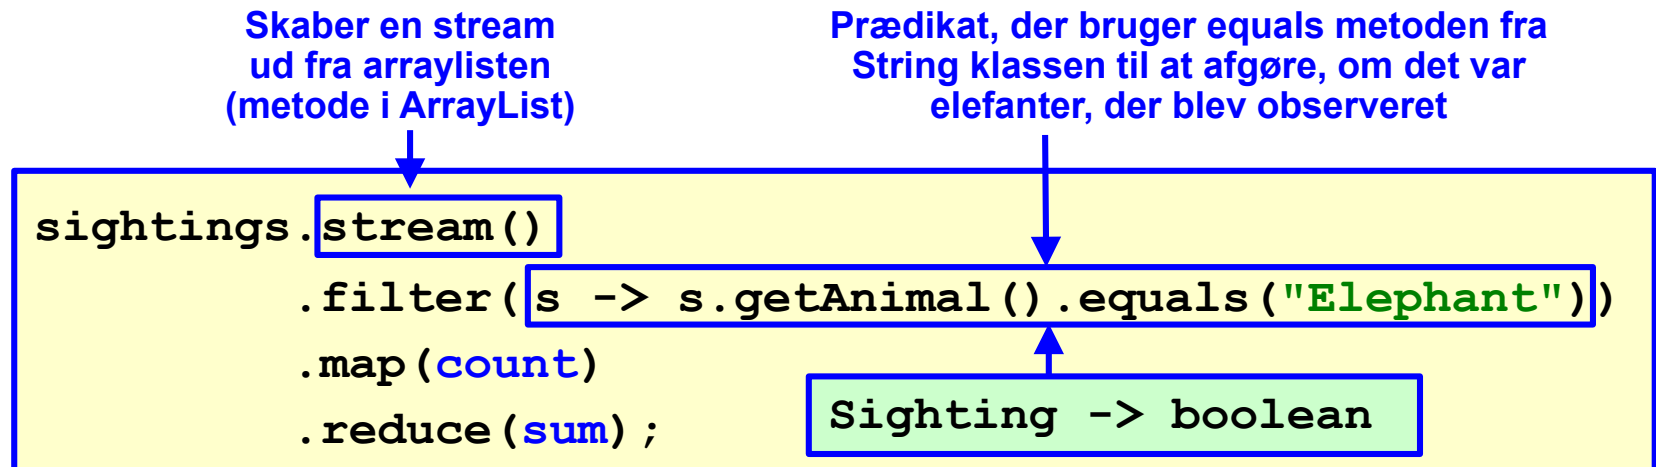 Skaber en stream
ud fra arraylisten
(metode i ArrayList)
Prædikat, der bruger equals metoden fra
String klassen til at afgøre, om det var
elefanter, der blev observeret
sightings.stream()
.filter(s -> s.getAnimal().equals("Elephant"))
.map(count)
.reduce(sum);
Sighting -> boolean